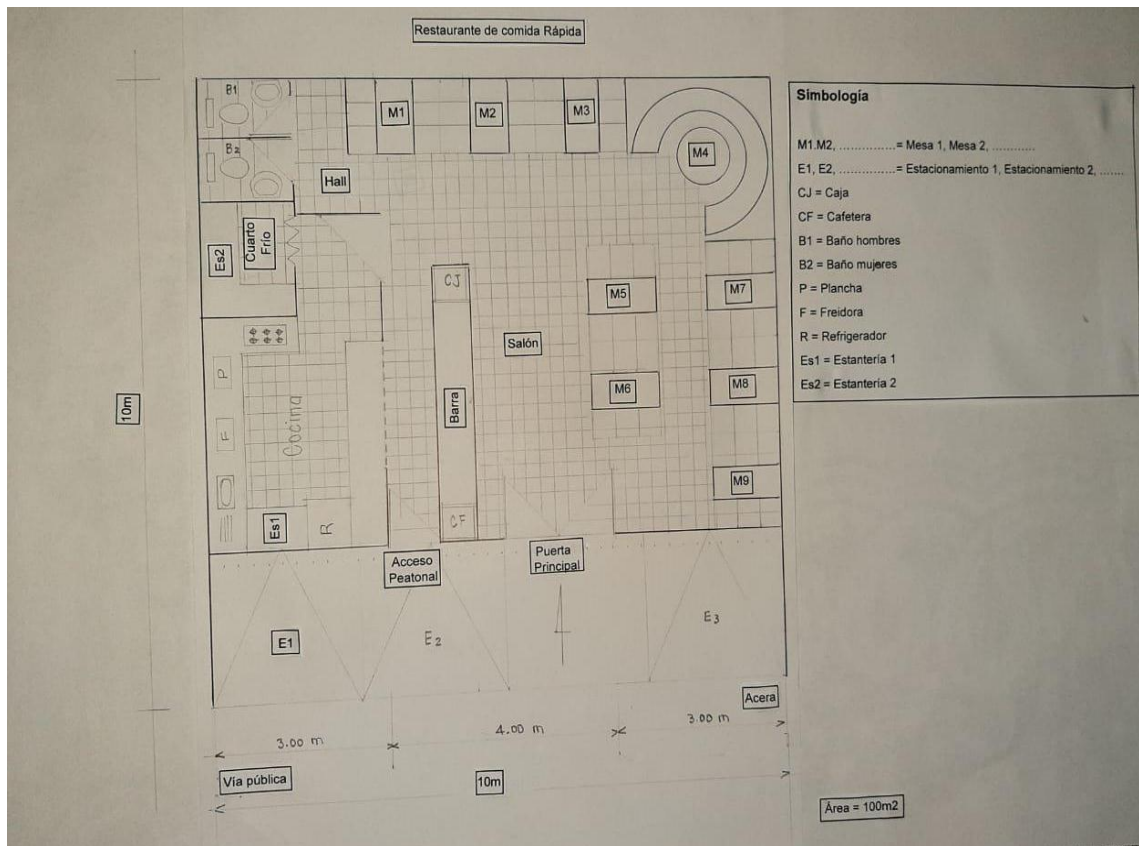 Restaurante de comida Rápida
B1
M1
M2
M3
M4
B2
Hall
Es2
Cuarto
Frío
CJ
M5
M7
Salón
P
M6
M8
Barra
Cocina
F
M9
Es1
R
CF
Acceso
Peatonal
Puerta
Principal
E1
E2
E3
Acera
3.00 m
4.00 m
3.00 m
Vía pública
10m
10m
Simbología
M1.M2, ..............= Mesa 1, Mesa 2, ...........
E1, E2, ..............= Estacionamiento 1, Estacionamiento 2, .......
CJ = Caja
CF = Cafetera
B1 = Baño hombres
B2 = Baño mujeres
P = Plancha
F = Freidora
R = Refrigerador
Es1 = Estantería 1
Es2 = Estantería 2
Área = 100m2